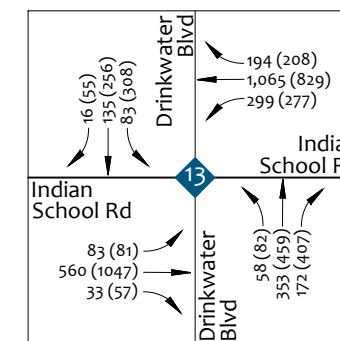 Drinkwater
Blvd
194 (208)
1,065 (829)
299 (277)
16 (55)
135 (256)
83 (308)
13
Indian
School Rd
India
School R
83 (81)
560 (1047)
33 (57)
58 (82)
353 (459)
172 (407)
Drinkwater
Blvd